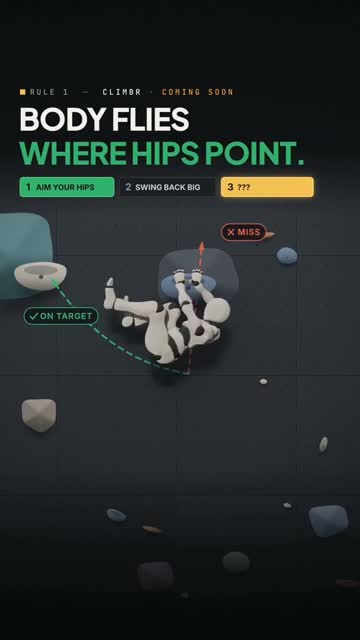 RULE 1 — CLIMBR · COMING SOON
BODY FLIES
WHERE HIPS POINT.
1 AIM YOUR HIPS
2 SWING BACK BIG
3 ???
MISS
ON TARGET